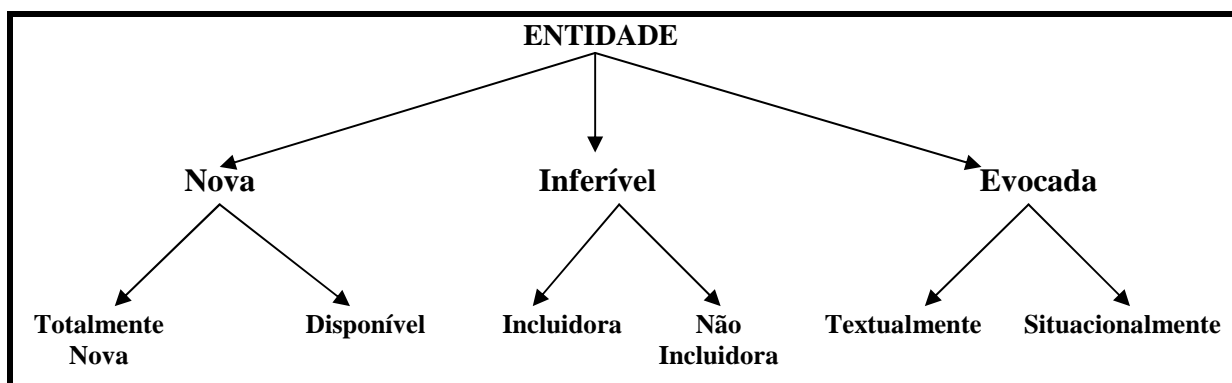 ENTIDADE
Nova Inferível Evocada
Totalmente Nova
Disponível
Incluidora
Não Incluidora
Textualmente
Situacionalmente